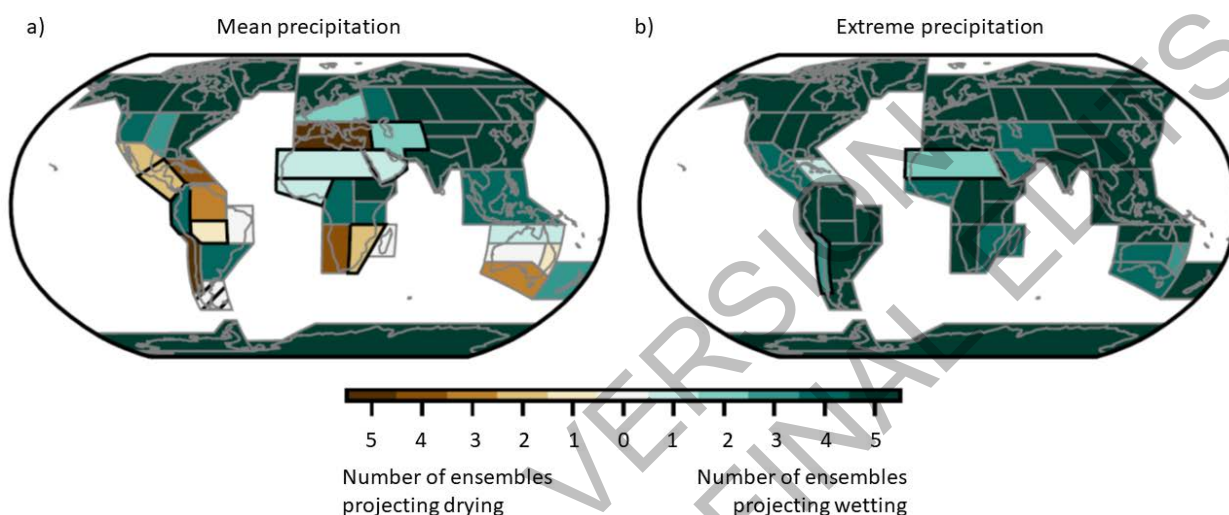 a) Mean precipitation b) Extreme precipitation
5 4 3 2 1 0 1 2 3 4 5
Number of ensembles Number of ensembles
projecting drying projecting wetting
VERSION
FINAL EDITS